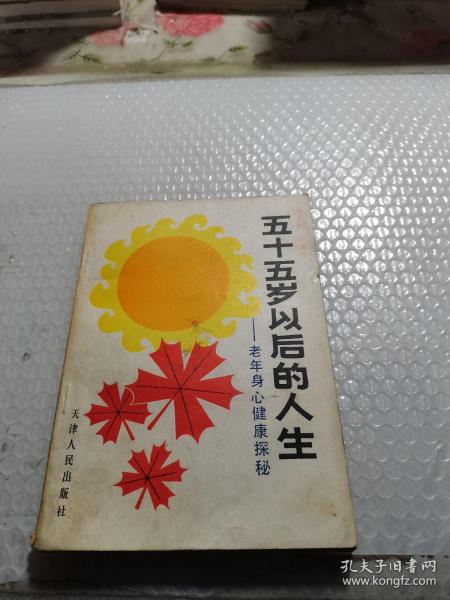 五十五岁以后的人生
——老年身心健康探秘
天津人民出版社
孔夫子旧书网
www.kongfz.com